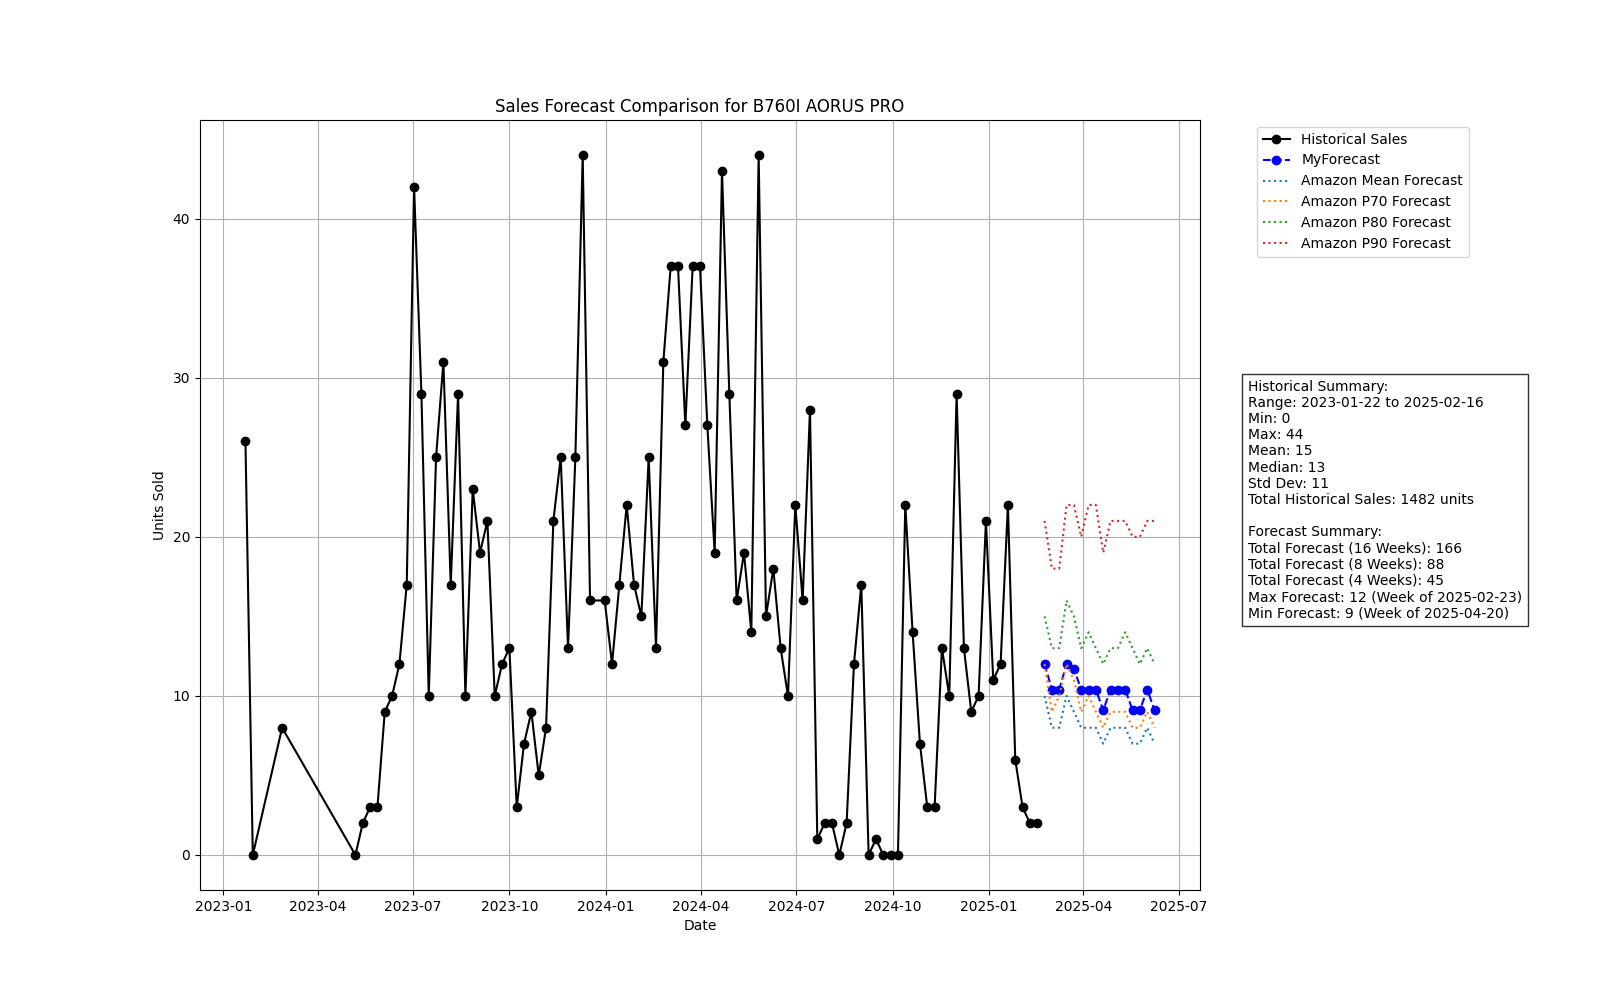 Sales Forecast Comparison for B760I AORUS PRO
Historical Sales
MyForecast
Amazon Mean Forecast
Amazon P70 Forecast
Amazon P80 Forecast
Amazon P90 Forecast
40
30
20
10
0
Units Sold
Historical Summary:
Range: 2023-01-22 to 2025-02-16
Min: 0
Max: 44
Mean: 15
Median: 13
Std Dev: 11
Total Historical Sales: 1482 units
Forecast Summary:
Total Forecast (16 Weeks): 166
Total Forecast (8 Weeks): 88
Total Forecast (4 Weeks): 45
Max Forecast: 12 (Week of 2025-02-23)
Min Forecast: 9 (Week of 2025-04-20)
2023-01 2023-04 2023-07 2023-10 2024-01 2024-04 2024-07 2024-10 2025-01 2025-04 2025-07
Date